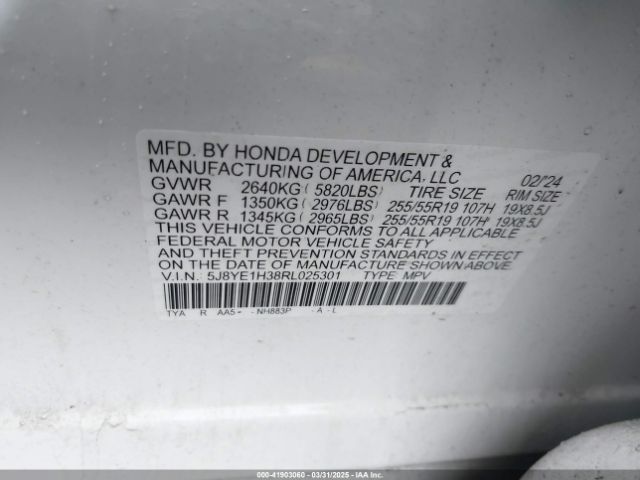 MFD. BY HONDA DEVELOPMENT &
MANUFACTURING OF AMERICA, LLC 02/24
GVWR 2640KG ( 5820LBS) TIRE SIZE RIM SIZE
GAWR F 1350KG ( 2976LBS) 255/55R19 107H 19X8.5J
GAWR R 1345KG ( 2965LBS) 255/55R19 107H 19X8.5J
THIS VEHICLE CONFORMS TO ALL APPLICABLE
FEDERAL MOTOR VEHICLE SAFETY
AND THEFT PREVENTION STANDARDS IN EFFECT
ON THE DATE OF MANUFACTURE SHOWN ABOVE.
V.I.N.: 5J8YE1H38RL025301 TYPE: MPV
TYA R AA5- - NH883P - A - L
000-41903060 - 03/31/2025 - IAAI.COM